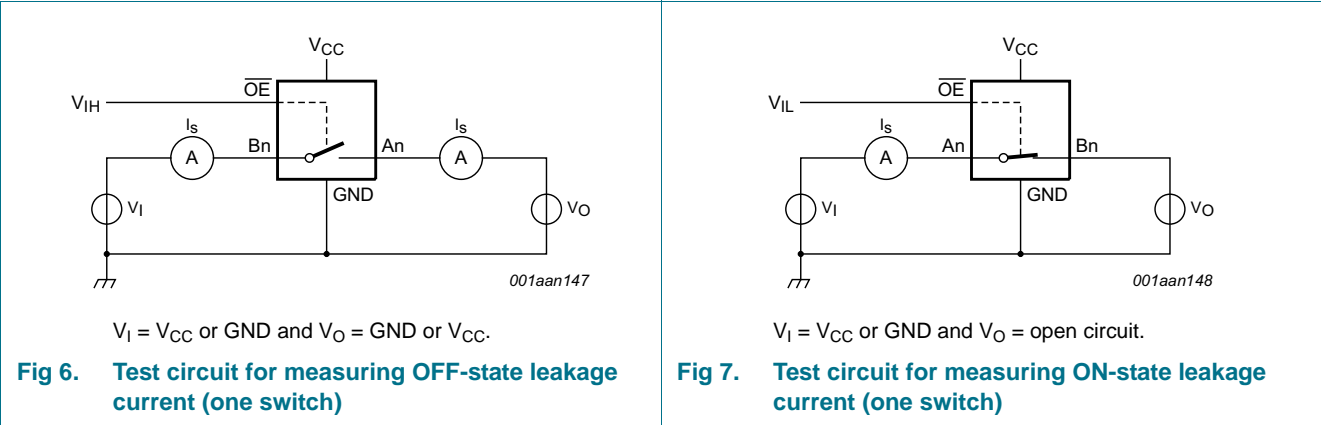 VCC
OE
VIH
Is
Bn
An
Is
A
A
GND
VI
VO
001aan147
VI = VCC or GND and VO = GND or VCC.
Fig 6. Test circuit for measuring OFF-state leakage
current (one switch)
VCC
OE
VIL
Is
An
Bn
A
GND
VI
VO
001aan148
VI = VCC or GND and VO = open circuit.
Fig 7. Test circuit for measuring ON-state leakage
current (one switch)